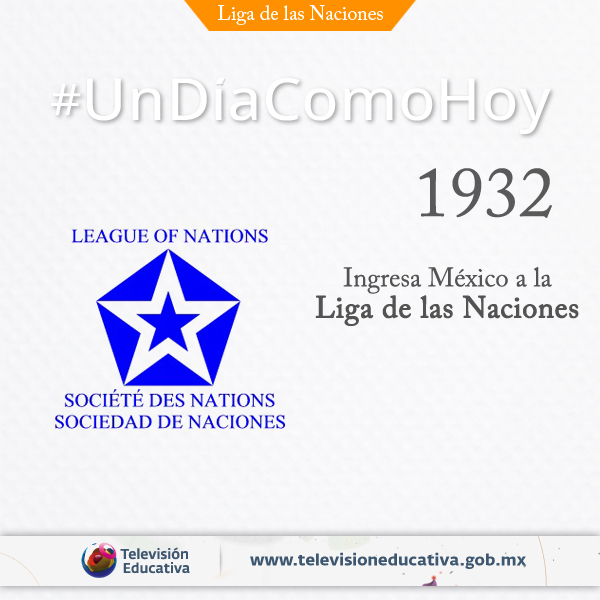 Liga de las Naciones
#UnDíaComoHoy
1932
LEAGUE OF NATIONS
Ingresa México a la
Liga de las Naciones
SOCIÉTÉ DES NATIONS
SOCIEDAD DE NACIONES
Televisión
Educativa
www.televisioneducativa.gob.mx